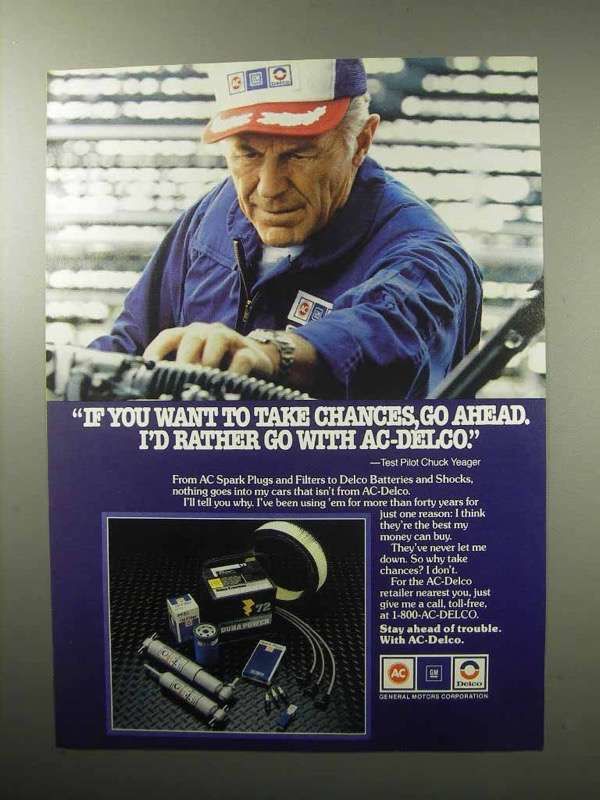 AC GM Delco
AC GM
"IF YOU WANT TO TAKE CHANCES, GO AHEAD.
I'D RATHER GO WITH AC-DELCO."
—Test Pilot Chuck Yeager
From AC Spark Plugs and Filters to Delco Batteries and Shocks,
nothing goes into my cars that isn't from AC-Delco.
I'll tell you why. I've been using 'em for more than forty years for
just one reason: I think
they're the best my
money can buy.
They've never let me
down. So why take
chances? I don't.
For the AC-Delco
retailer nearest you, just
give me a call, toll-free,
at 1-800-AC-DELCO.
Stay ahead of trouble.
With AC-Delco.
72
DURAPOWER
AC GM Delco
GENERAL MOTORS CORPORATION